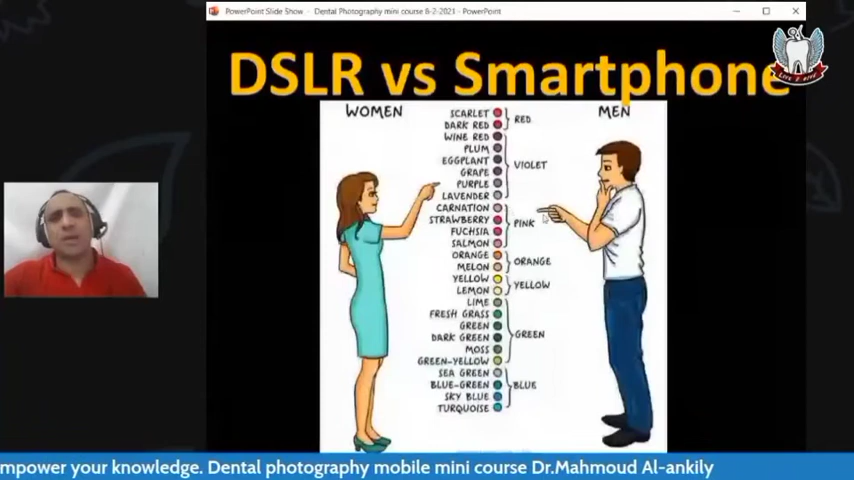 PowerPoint Slide Show - Dental Photography mini course 8-2-2021 - PowerPoint
DSLR vs Smartphone
WOMEN
MEN
SCARLET
DARK RED
RED
WINE RED
PLUM
EGGPLANT
GRAPE
PURPLE
LAVENDER
VIOLET
CARNATION
STRAWBERRY
FUCHSIA
SALMON
PINK
ORANGE
MELON
ORANGE
YELLOW
LEMON
YELLOW
LIME
FRESH GRASS
GREEN
DARK GREEN
MOSS
GREEN-YELLOW
GREEN
SEA GREEN
BLUE-GREEN
SKY BLUE
TURQUOISE
BLUE
mpower your knowledge. Dental photography mobile mini course Dr.Mahmoud Al-ankily